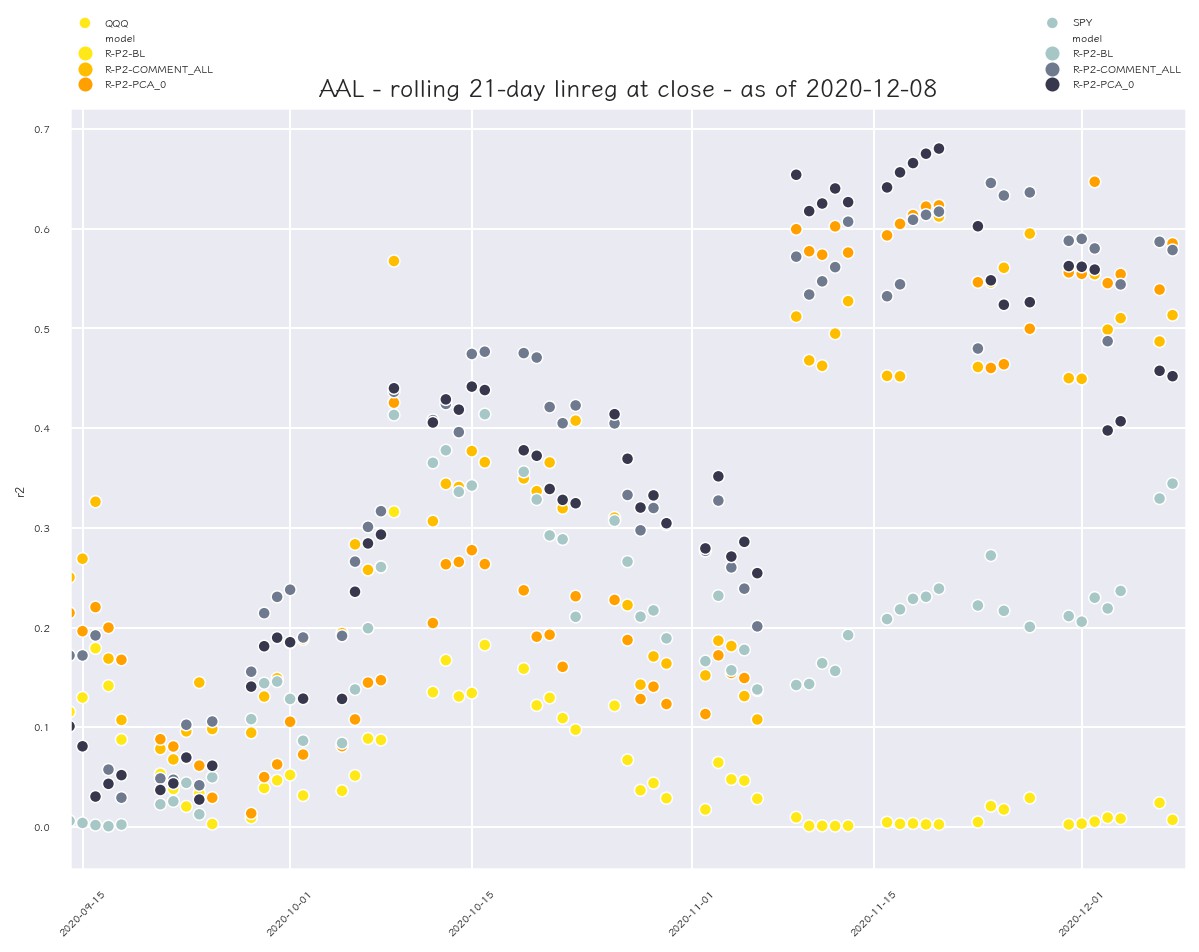 QQQ
model
R-P2-BL
R-P2-COMMENT_ALL
R-P2-PCA_0
SPY
model
R-P2-BL
R-P2-COMMENT_ALL
R-P2-PCA_0
AAL - rolling 21-day linreg at close - as of 2020-12-08
0.7
0.6
0.5
0.4
0.3
0.2
0.1
0.0
r2
2020-09-15
2020-10-01
2020-10-15
2020-11-01
2020-11-15
2020-12-01